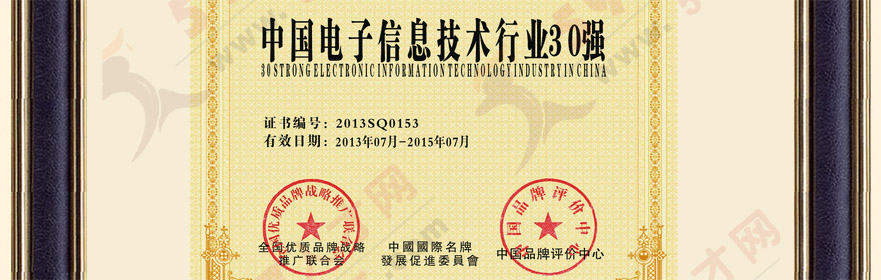 中国电子信息技术行业30强
30 STRONG ELECTRONIC INFORMATION TECHNOLOGY INDUSTRY IN CHINA
证书编号：2013SQ0153
有效日期：2013年07月-2015年07月
全国优质品牌战略推广联合会
中国品牌评价中心
全国优质品牌战略
推广联合会
中國國際名牌
發展促進委員會
中国品牌评价中心